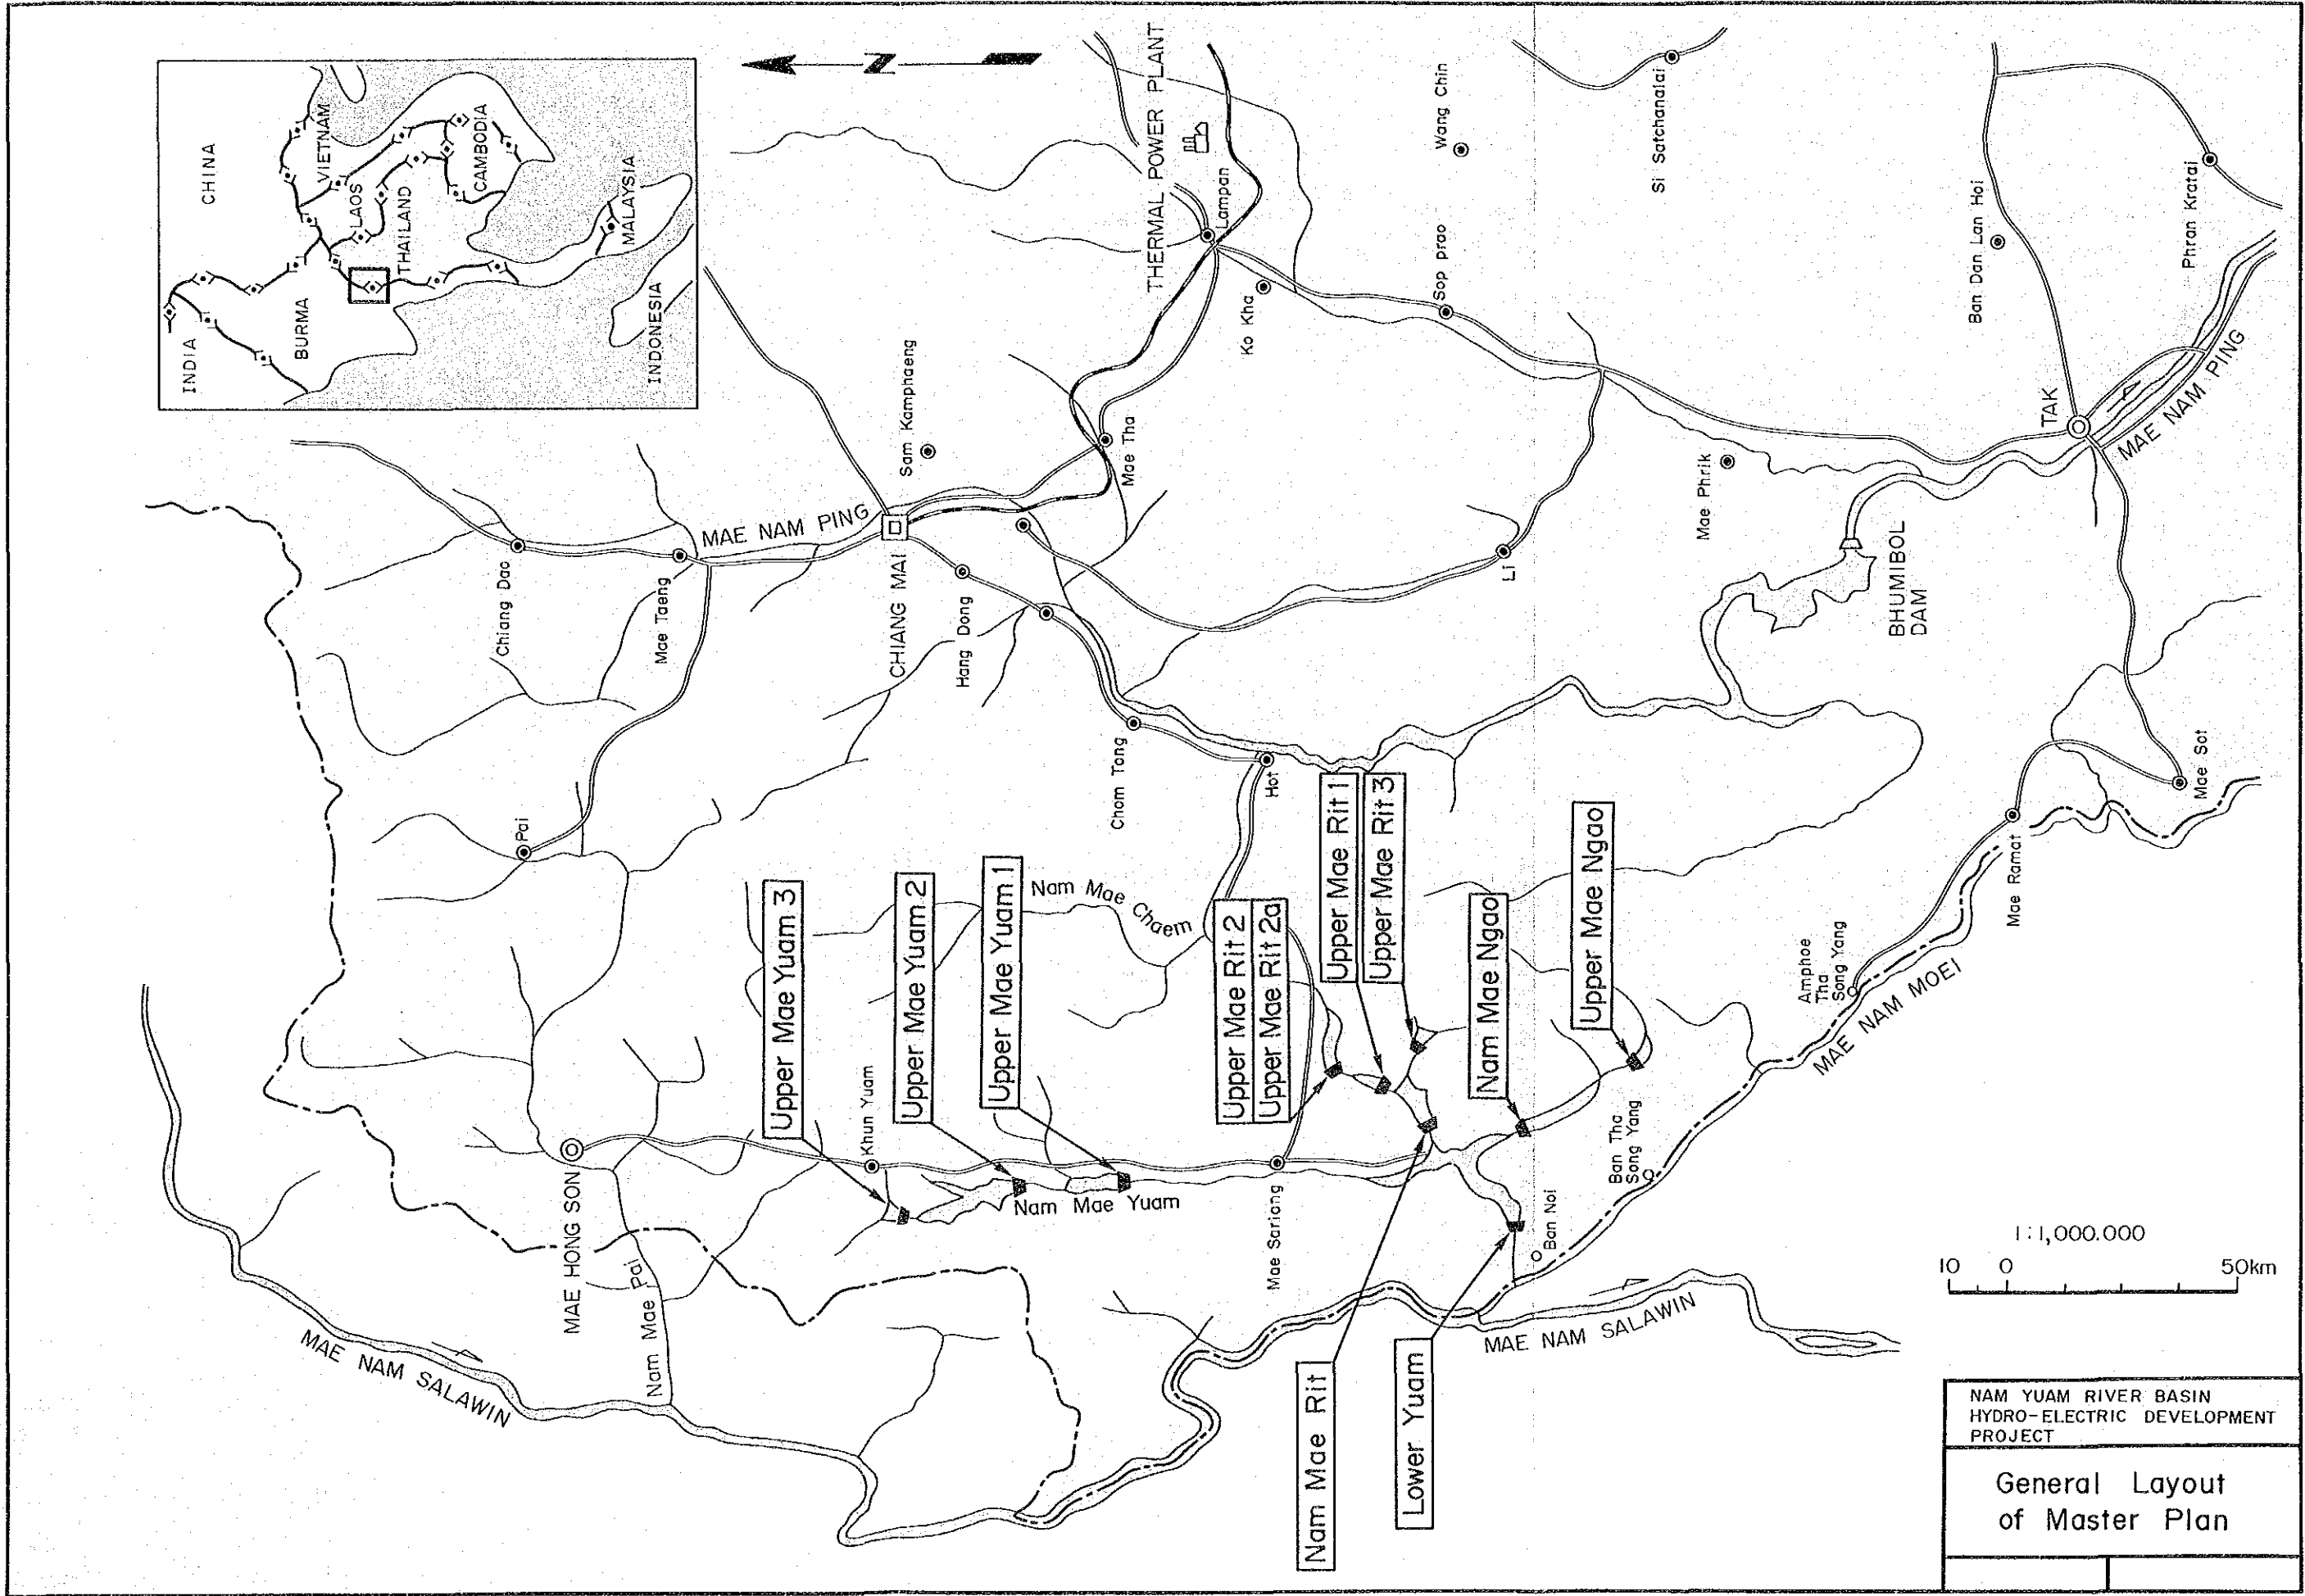 CHINA
INDIA
BURMA
VIETNAM
LAOS
THAILAND
CAMBODIA
MALAYSIA
INDONESIA
N
THERMAL POWER PLANT
Lampan
Ko Kha
Wang Chin
Sop prao
Si Satchanalai
Ban Dan Lan Hoi
Phran Kratai
TAK
MAE NAM PING
Mae Phrik
BHUMIBOL
DAM
Mae Sot
Mae Ramat
Amphoe
Tha
Song Yang
MAE NAM MOEI
Sam Kamphaeng
Mae Tha
MAE NAM PING
CHIANG MAI
Chiang Dao
Mae Taeng
Hang Dong
Li
Chom Tong
Hot
Pai
Nam Mae Chaem
Upper Mae Yuam 3
Upper Mae Yuam 2
Upper Mae Yuam 1
Upper Mae Rit 2
Upper Mae Rit 2a
Upper Mae Rit 1
Upper Mae Rit 3
Nam Mae Ngao
Upper Mae Ngao
Khun Yuam
Nam Mae Yuam
MAE HONG SON
Nam Mae Pai
MAE NAM SALAWIN
Mae Sariang
Ban Noi
Ban Tha
Song Yang
MAE NAM SALAWIN
Nam Mae Rit
Lower Yuam
1:1,000.000
10 0 50km
NAM YUAM RIVER BASIN
HYDRO-ELECTRIC DEVELOPMENT
PROJECT
General Layout
of Master Plan